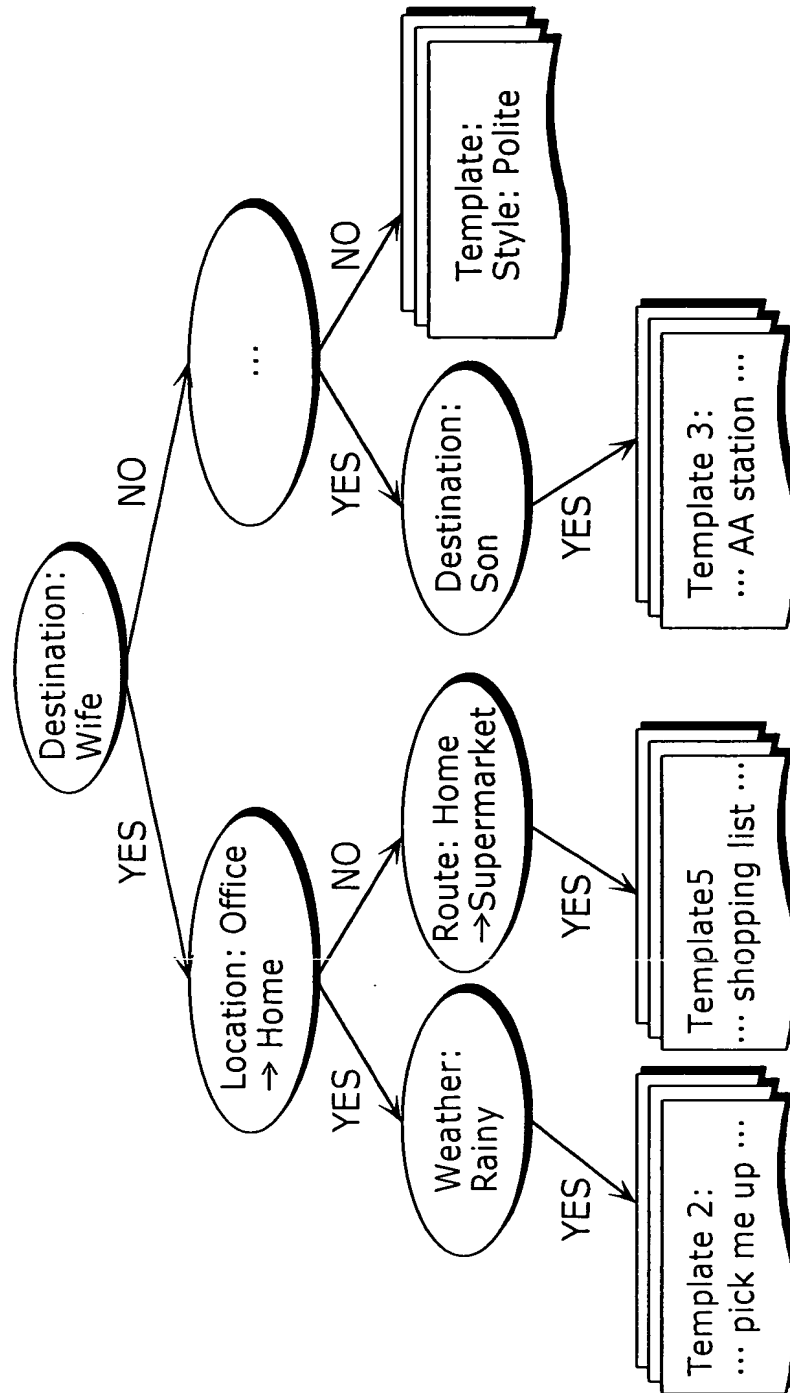 Destination:
Wife
YES
NO
Location: Office
→ Home
...
YES
NO
YES
NO
Weather:
Rainy
Route: Home
→Supermarket
Destination:
Son
Template:
Style: Polite
YES
YES
YES
Template 2:
... pick me up ...
Template5
... shopping list ...
Template 3:
... AA station ...